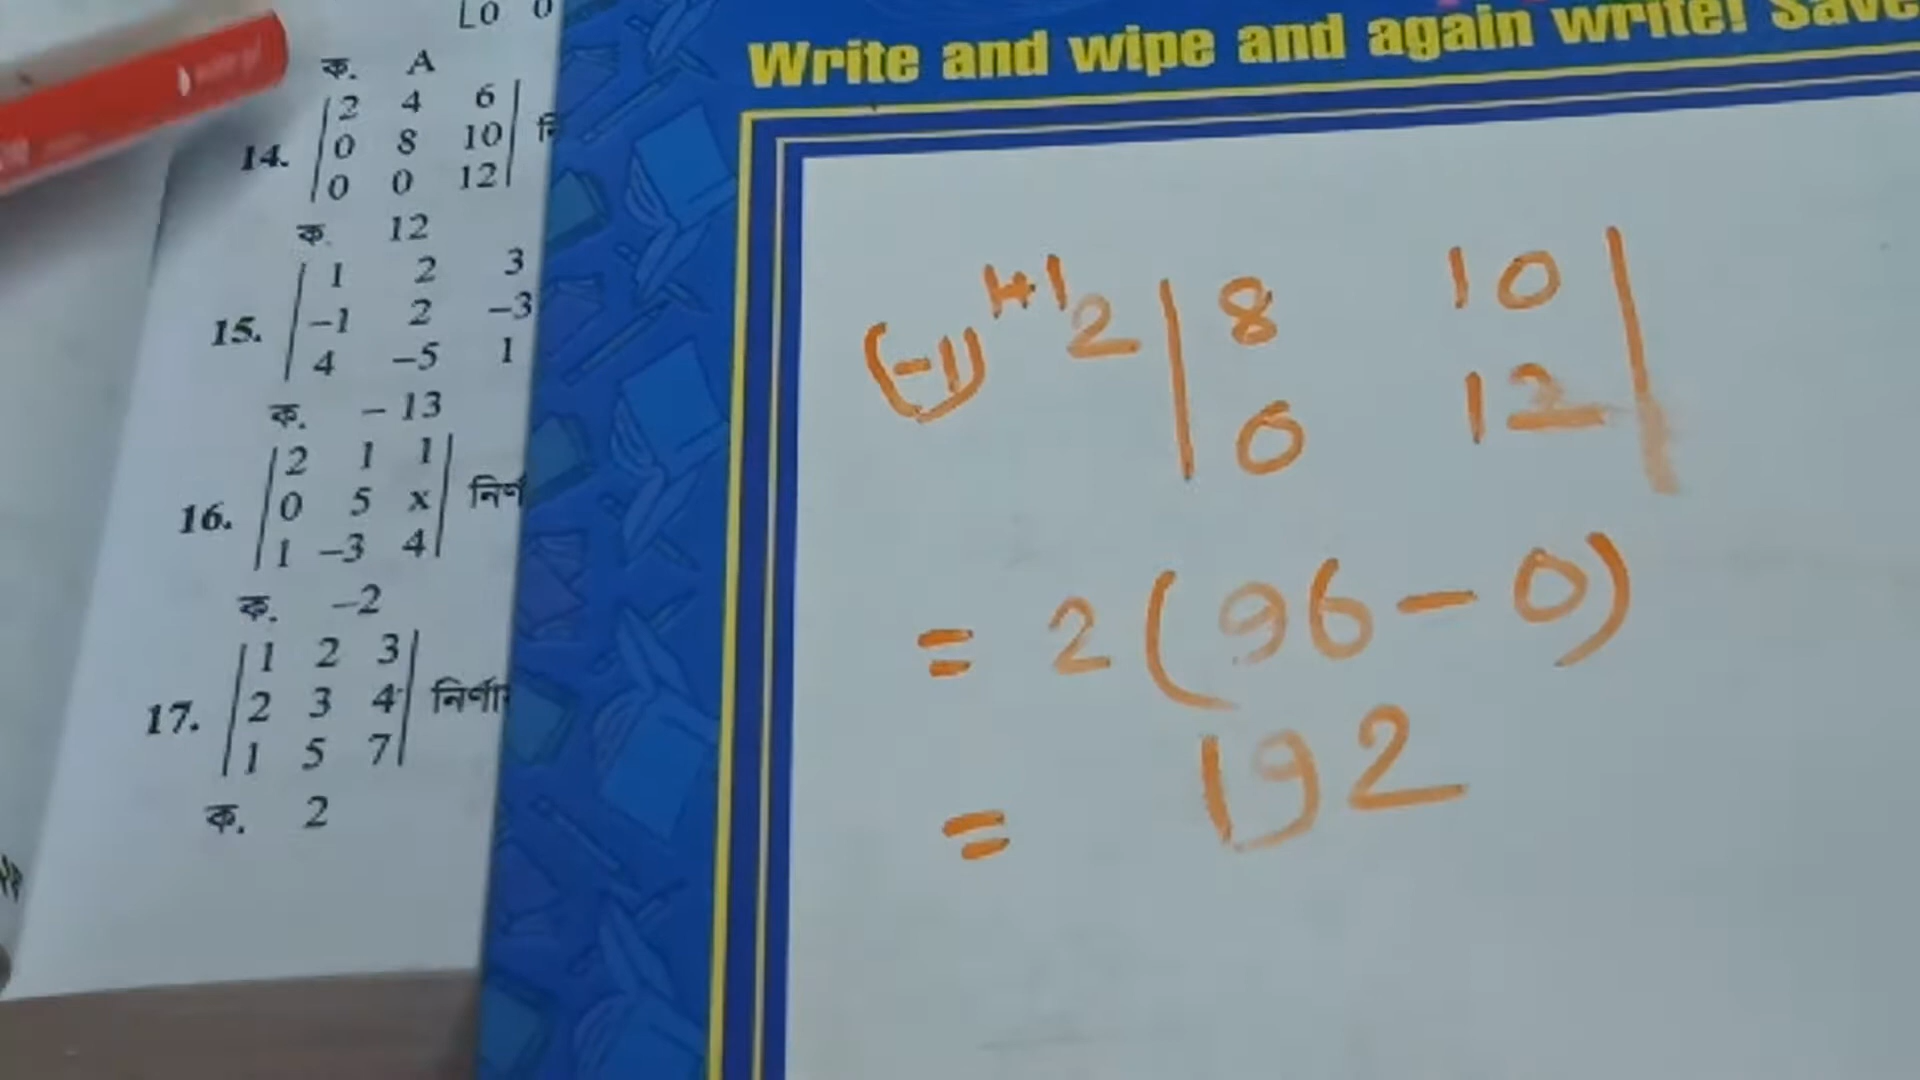 Write and wipe and again write! Save
क. A
14. |2 4 6|
|0 8 10|
|0 0 12|
क. 12
15. |1 2 3
|-1 2 -3
|4 -5 1
क. -13
16. |2 1 1|
|0 5 x|
|1 -3 4|
क. -2
17. |1 2 3|
|2 3 4|
|1 5 7|
क. 2
(-1)^1+1 2 |8 10|
|0 12|
= 2(96-0)
= 192